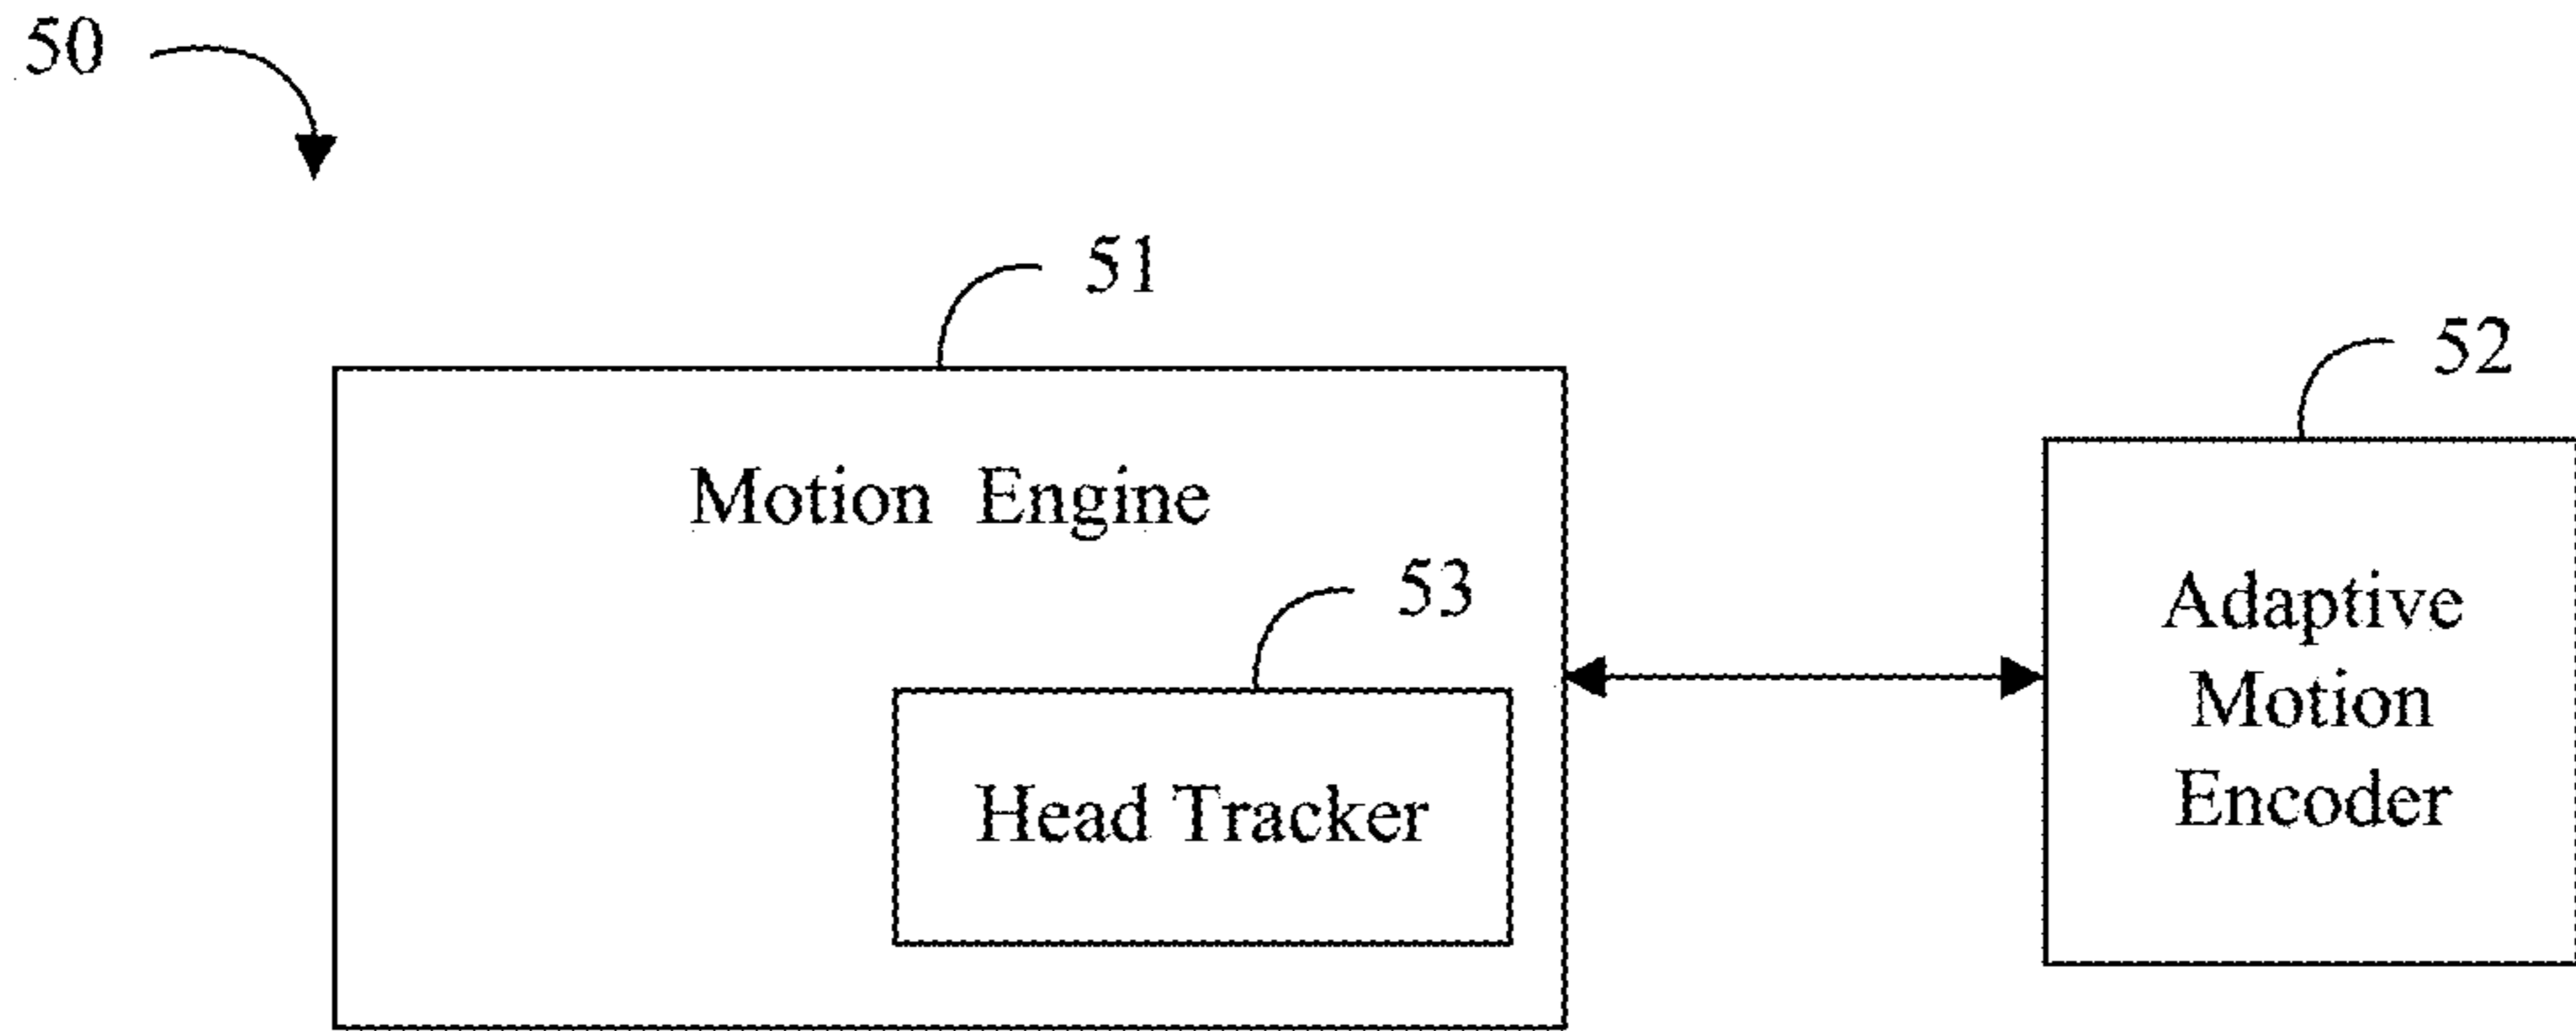 50
51
52
Motion Engine
53
Adaptive
Motion
Encoder
Head Tracker